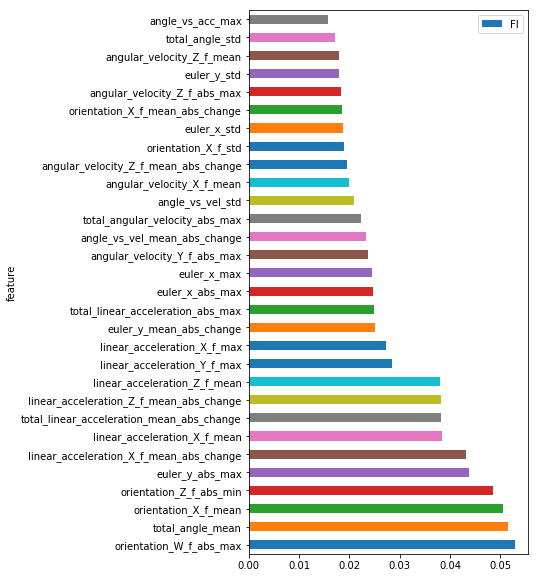 angle_vs_acc_max
total_angle_std
angular_velocity_Z_f_mean
euler_y_std
angular_velocity_Z_f_abs_max
orientation_X_f_mean_abs_change
euler_x_std
orientation_X_f_std
angular_velocity_Z_f_mean_abs_change
angular_velocity_X_f_mean
angle_vs_vel_std
total_angular_velocity_abs_max
angle_vs_vel_mean_abs_change
angular_velocity_Y_f_abs_max
euler_x_max
euler_x_abs_max
total_linear_acceleration_abs_max
euler_y_mean_abs_change
linear_acceleration_X_f_max
linear_acceleration_Y_f_max
linear_acceleration_Z_f_mean
linear_acceleration_Z_f_mean_abs_change
total_linear_acceleration_mean_abs_change
linear_acceleration_X_f_mean
linear_acceleration_X_f_mean_abs_change
euler_y_abs_max
orientation_Z_f_abs_min
orientation_X_f_mean
total_angle_mean
orientation_W_f_abs_max
feature
FI
0.00 0.01 0.02 0.03 0.04 0.05